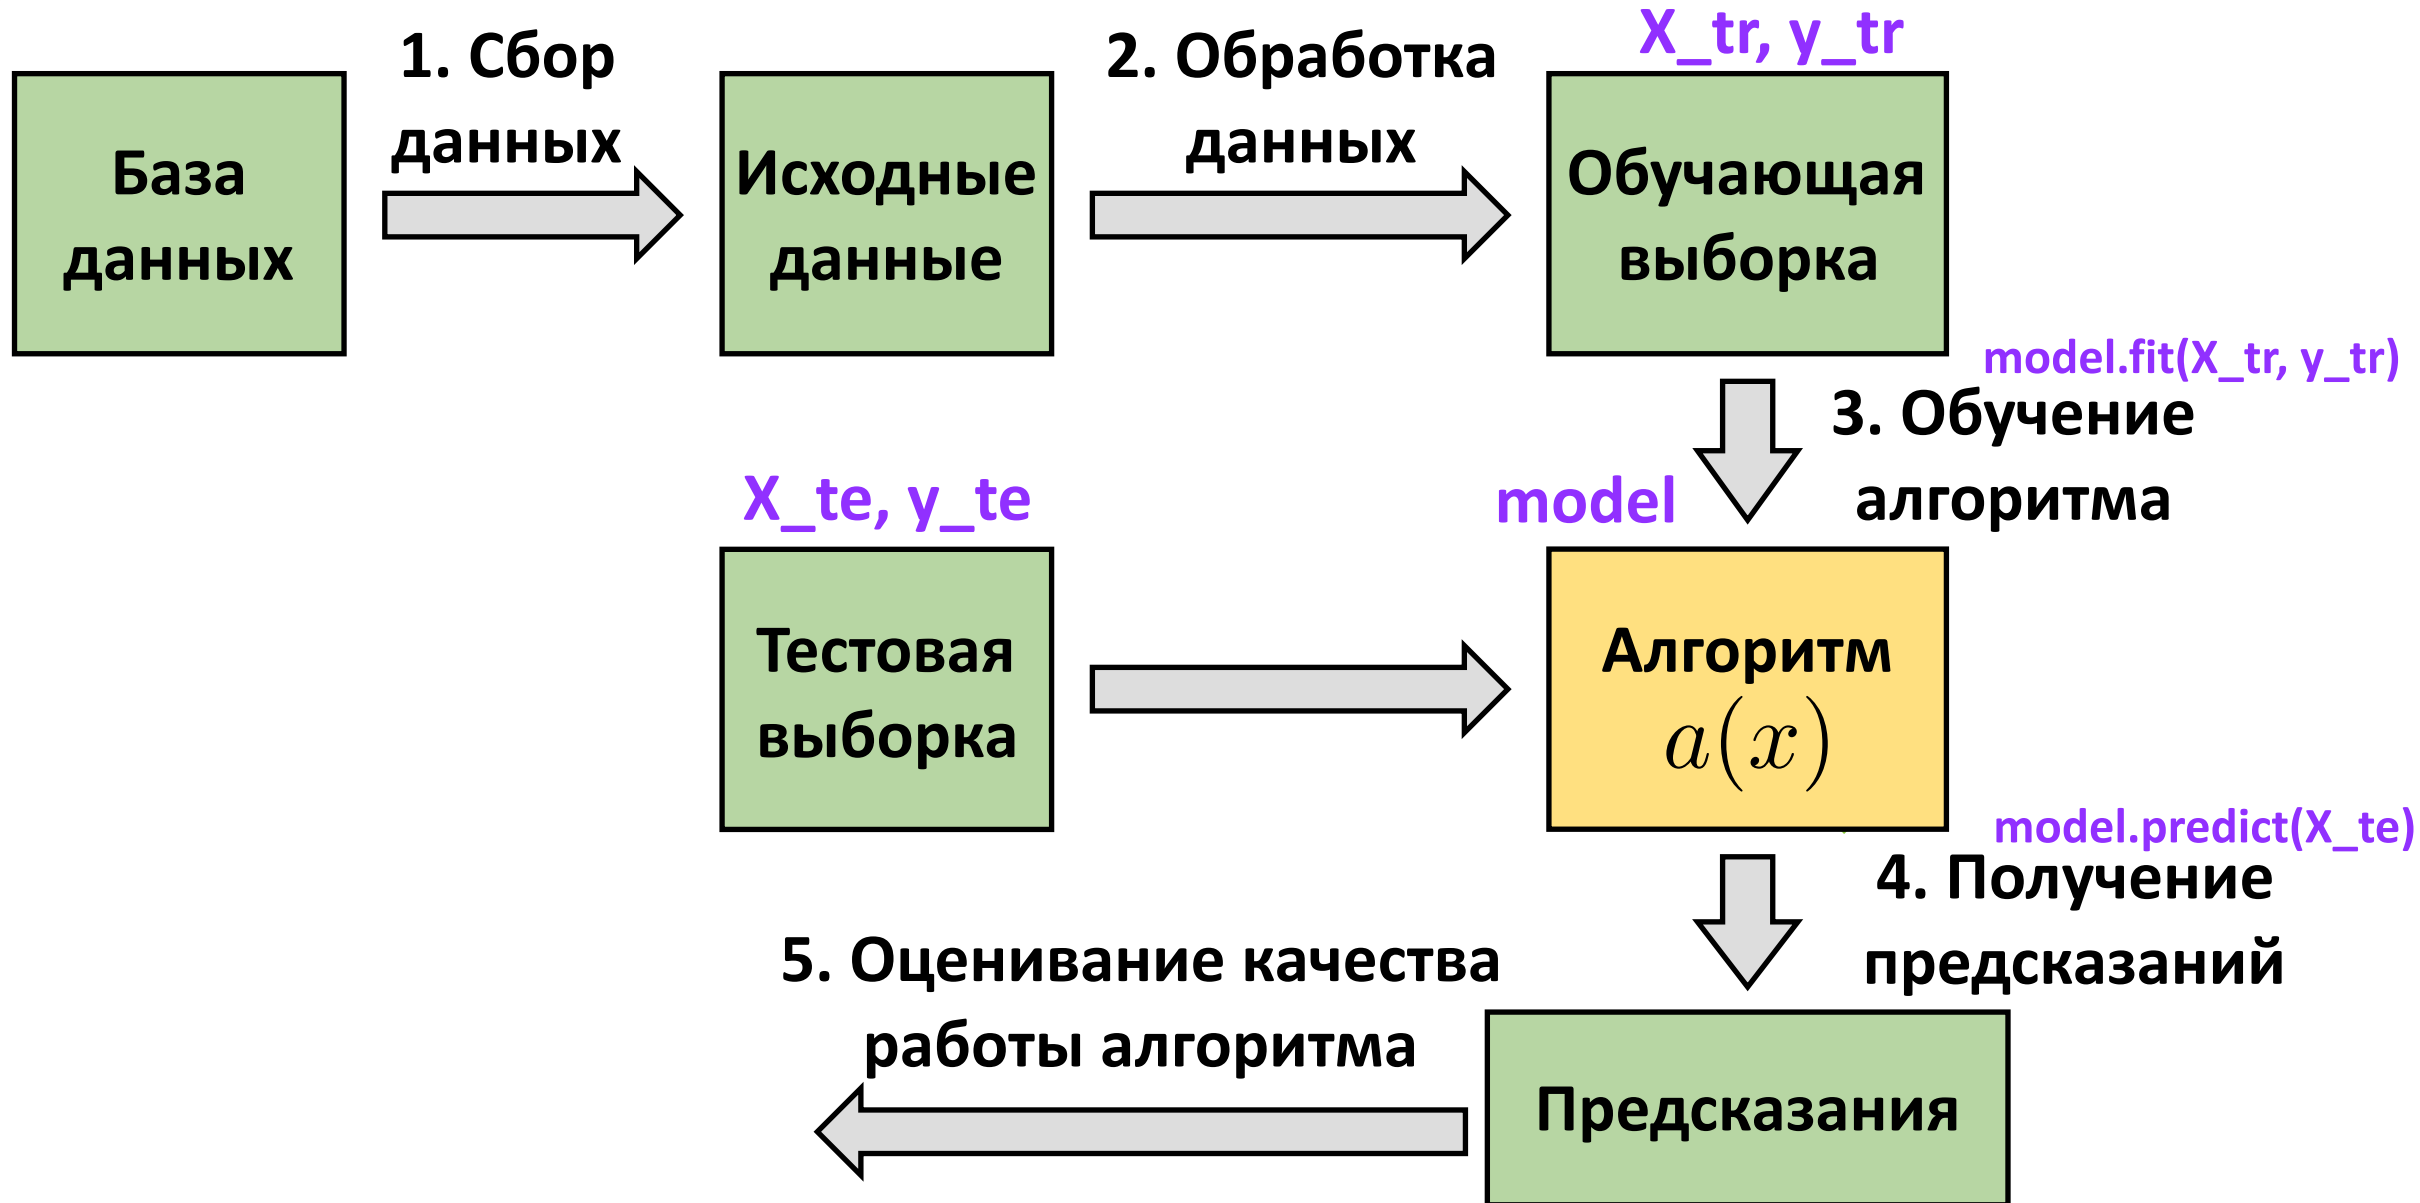 X_tr, y_tr
1. Сбор
данных
2. Обработка
данных
База
данных
Исходные
данные
Обучающая
выборка
model.fit(X_tr, y_tr)
3. Обучение
алгоритма
X_te, y_te
model
Тестовая
выборка
Алгоритм
a(x)
model.predict(X_te)
4. Получение
предсказаний
5. Оценивание качества
работы алгоритма
Предсказания